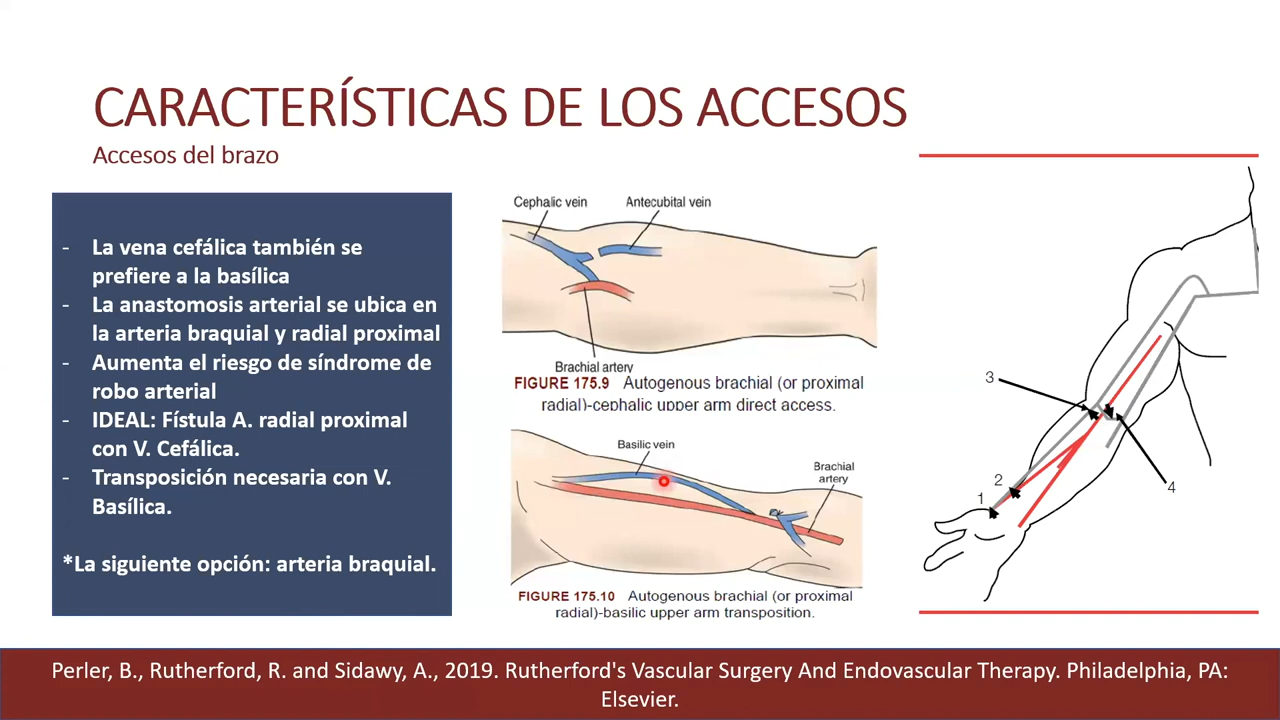 CARACTERÍSTICAS DE LOS ACCESOS
Accesos del brazo
- La vena cefálica también se
prefiere a la basílica
- La anastomosis arterial se ubica en
la arteria braquial y radial proximal
- Aumenta el riesgo de síndrome de
robo arterial
- IDEAL: Fístula A. radial proximal
con V. Cefálica.
- Transposición necesaria con V.
Basílica.
*La siguiente opción: arteria braquial.
Cephalic vein
Antecubital vein
Brachial artery
FIGURE 175.9 Autogenous brachial (or proximal
radial)-cephalic upper arm direct access.
Basilic vein
Brachial
artery
FIGURE 175.10 Autogenous brachial (or proximal
radial)-basilic upper arm transposition.
3
2
1
4
Perler, B., Rutherford, R. and Sidawy, A., 2019. Rutherford's Vascular Surgery And Endovascular Therapy. Philadelphia, PA:
Elsevier.